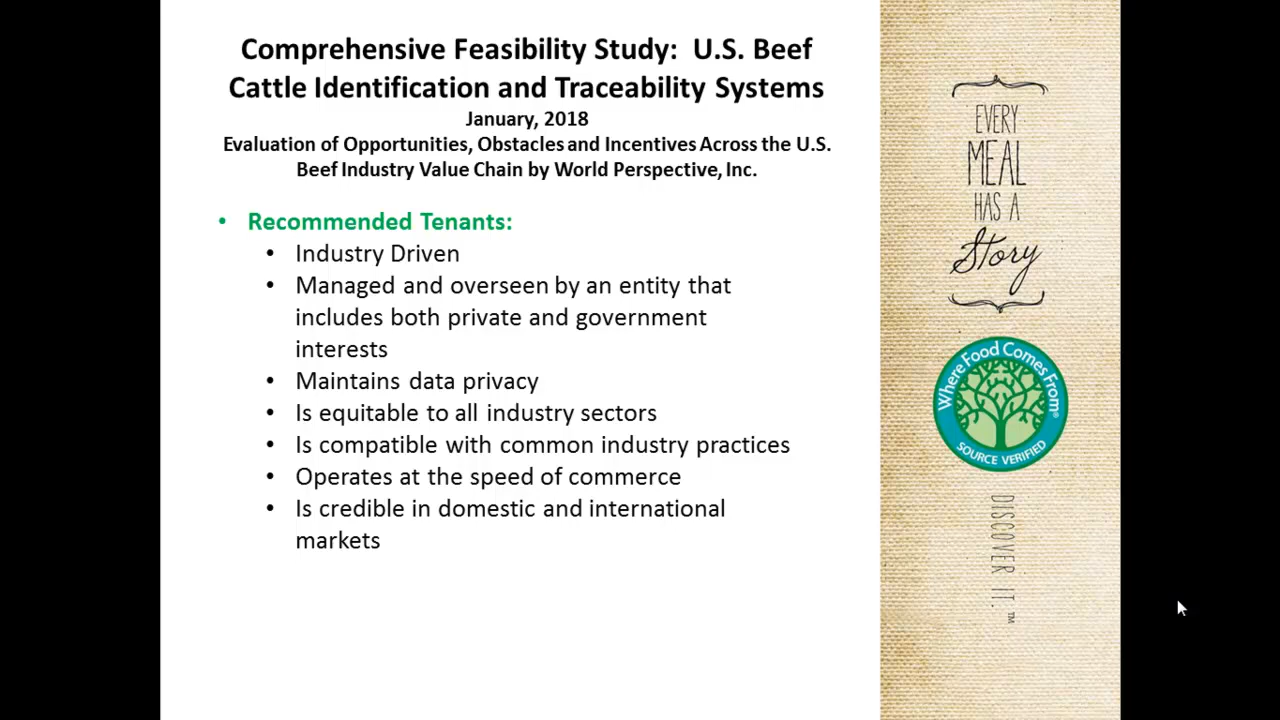 Comprehensive Feasibility Study: U.S. Beef
Cattle Identification and Traceability Systems
January, 2018
Evaluation of Opportunities, Obstacles and Incentives Across the U.S.
Beef Industry Value Chain by World Perspective, Inc.
• Recommended Tenants:
• Industry Driven
• Managed and overseen by an entity that
includes both private and government
interests
• Maintains data privacy
• Is equitable to all industry sectors
• Is compatible with common industry practices
• Operates at the speed of commerce
• Is credible in domestic and international
markets
EVERY
MEAL
HAS A
Story
Where Food Comes From®
SOURCE VERIFIED
DISCOVER IT.™